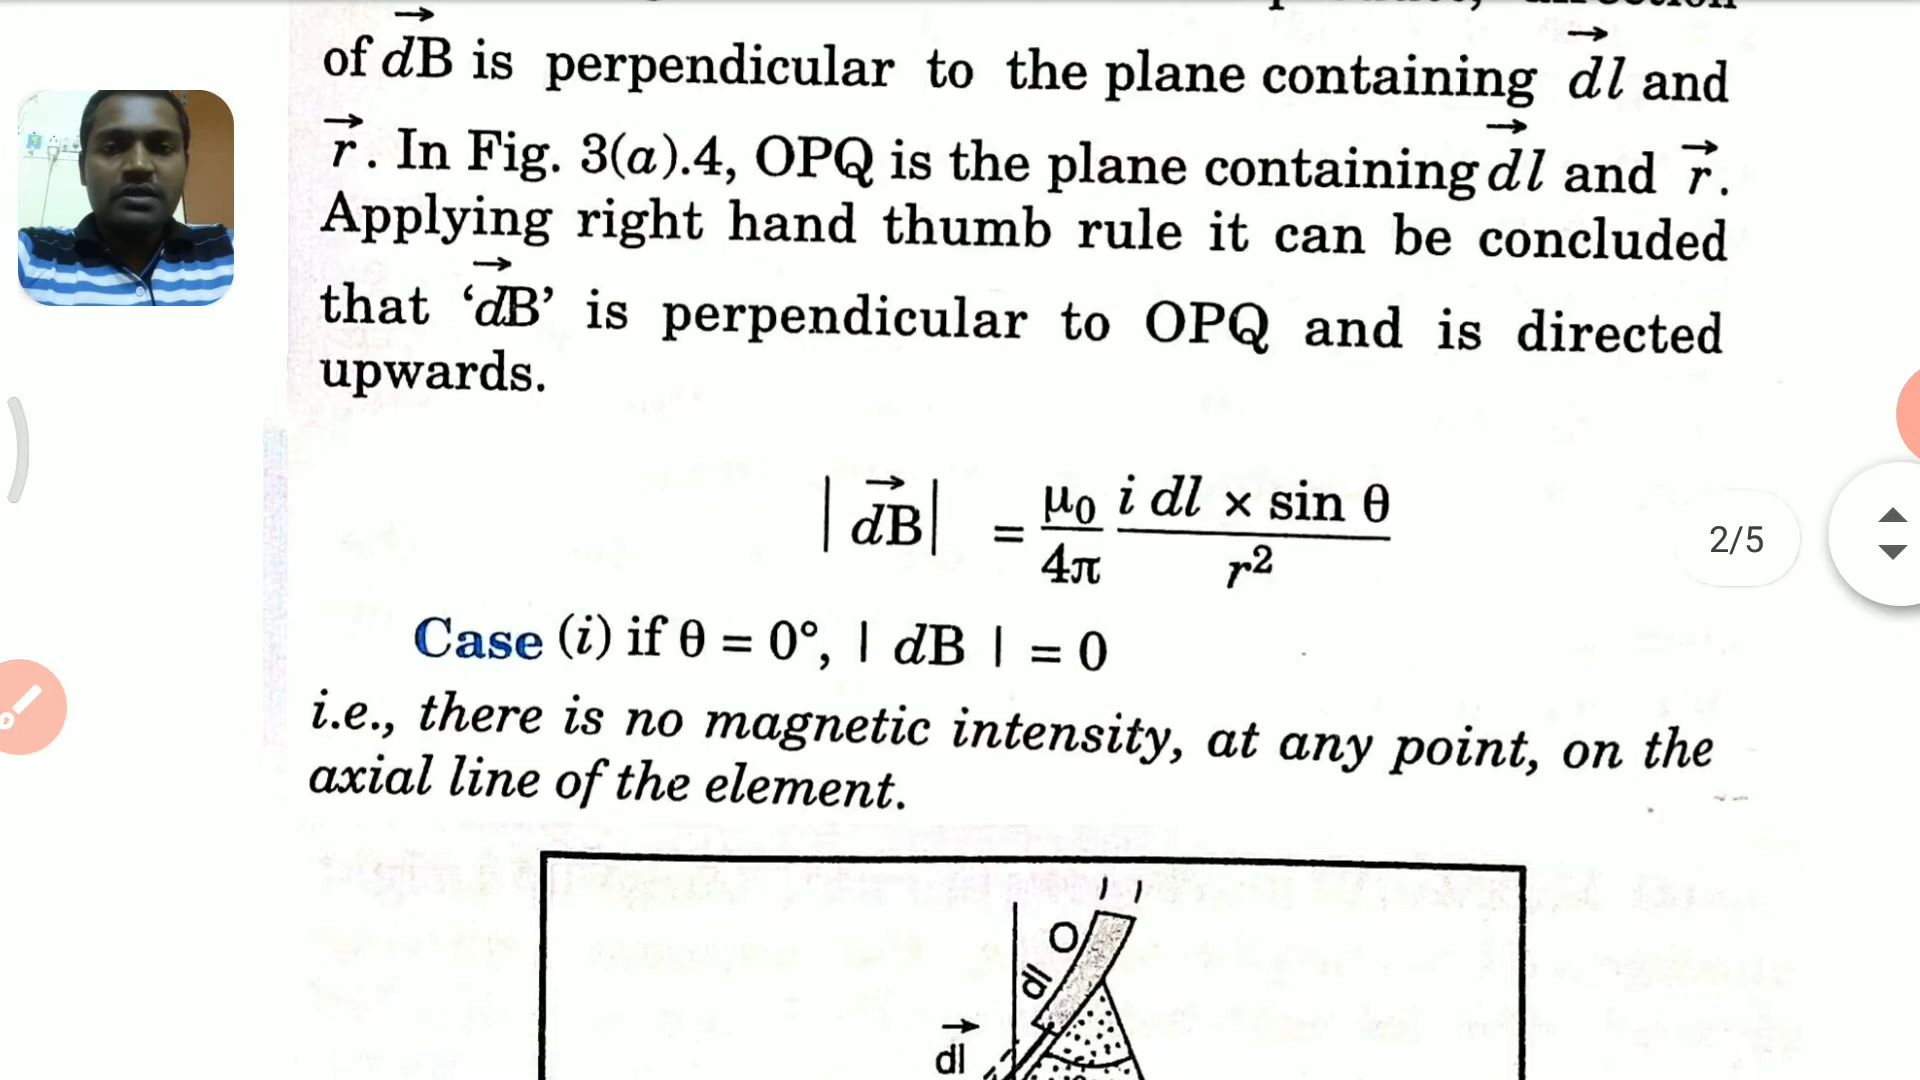 of dB is perpendicular to the plane containing dl and
r. In Fig. 3(a).4, OPQ is the plane containing dl and r.
Applying right hand thumb rule it can be concluded
that ‘dB’ is perpendicular to OPQ and is directed
upwards.
| dB | = μ0 i dl × sin θ
4π r2
2/5
Case (i) if θ = 0°, | dB | = 0
i.e., there is no magnetic intensity, at any point, on the
axial line of the element.
O
dl
dl